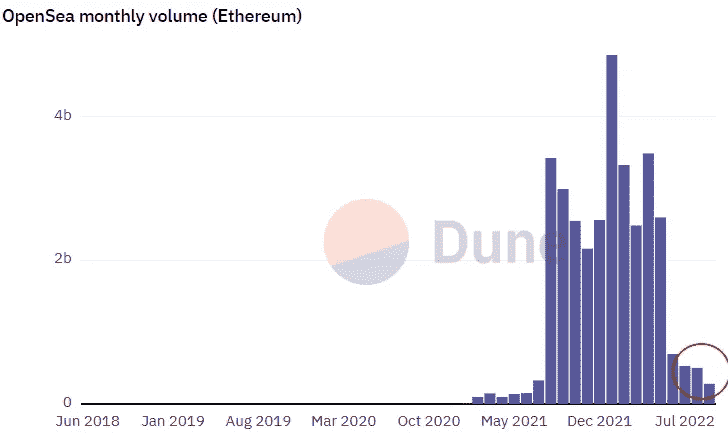 OpenSea monthly volume (Ethereum)
4b
Dune
2b
0
Jun 2018 Jan 2019 Aug 2019 Mar 2020 Oct 2020 May 2021 Dec 2021 Jul 2022